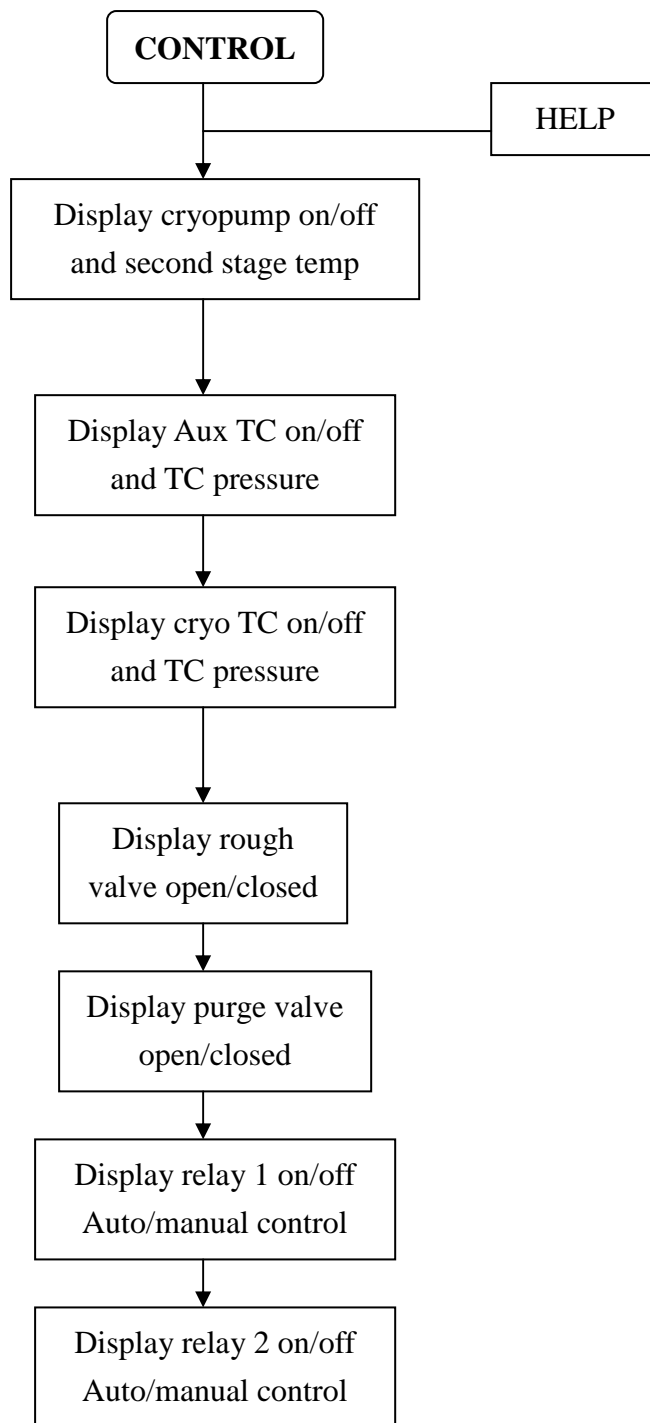 CONTROL
HELP
Display cryopump on/off
and second stage temp
Display Aux TC on/off
and TC pressure
Display cryo TC on/off
and TC pressure
Display rough
valve open/closed
Display purge valve
open/closed
Display relay 1 on/off
Auto/manual control
Display relay 2 on/off
Auto/manual control